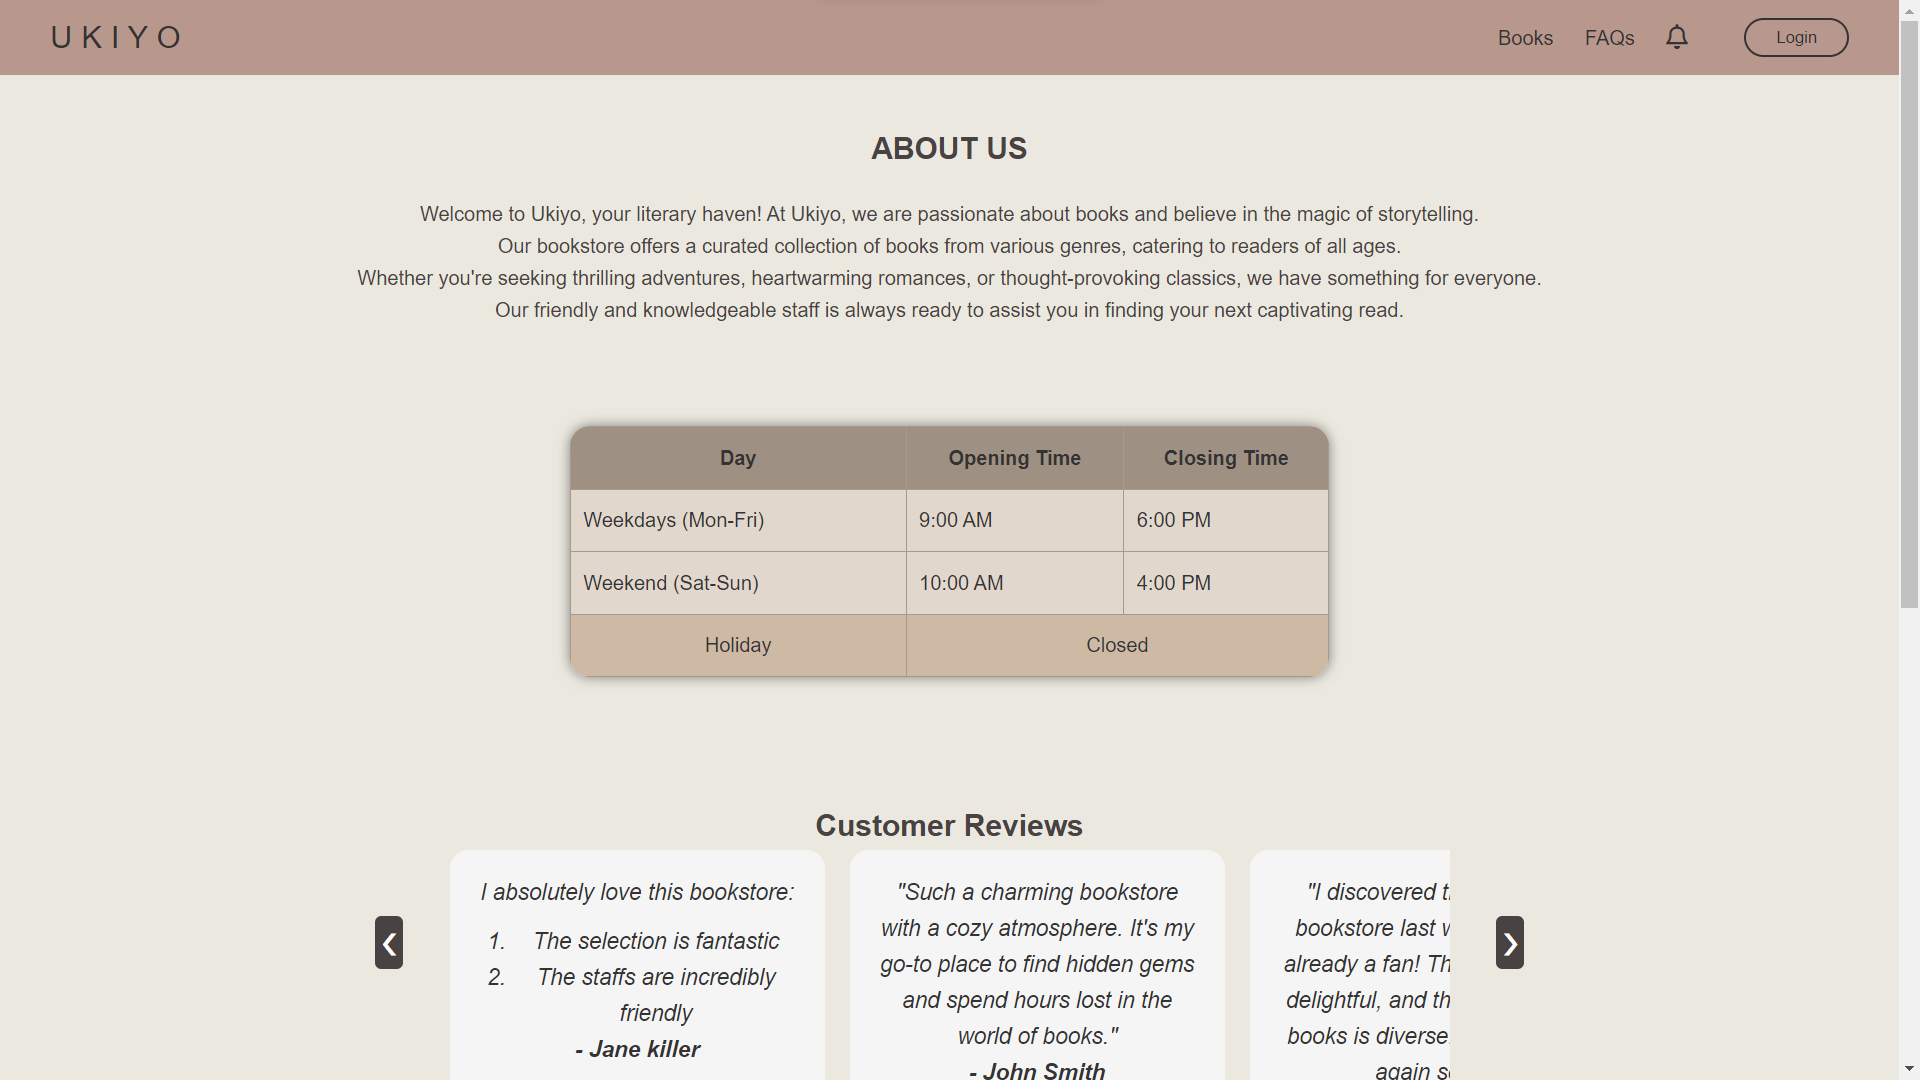 UKIYO
Books FAQs Login
ABOUT US
Welcome to Ukiyo, your literary haven! At Ukiyo, we are passionate about books and believe in the magic of storytelling.
Our bookstore offers a curated collection of books from various genres, catering to readers of all ages.
Whether you're seeking thrilling adventures, heartwarming romances, or thought-provoking classics, we have something for everyone.
Our friendly and knowledgeable staff is always ready to assist you in finding your next captivating read.
Day Opening Time Closing Time
Weekdays (Mon-Fri) 9:00 AM 6:00 PM
Weekend (Sat-Sun) 10:00 AM 4:00 PM
Holiday Closed
Customer Reviews
I absolutely love this bookstore:
1. The selection is fantastic
2. The staffs are incredibly
friendly
- Jane killer
"Such a charming bookstore
with a cozy atmosphere. It's my
go-to place to find hidden gems
and spend hours lost in the
world of books."
- John Smith
"I discovered
bookstore last
already a fan!
delightful, and
books is diverse
again